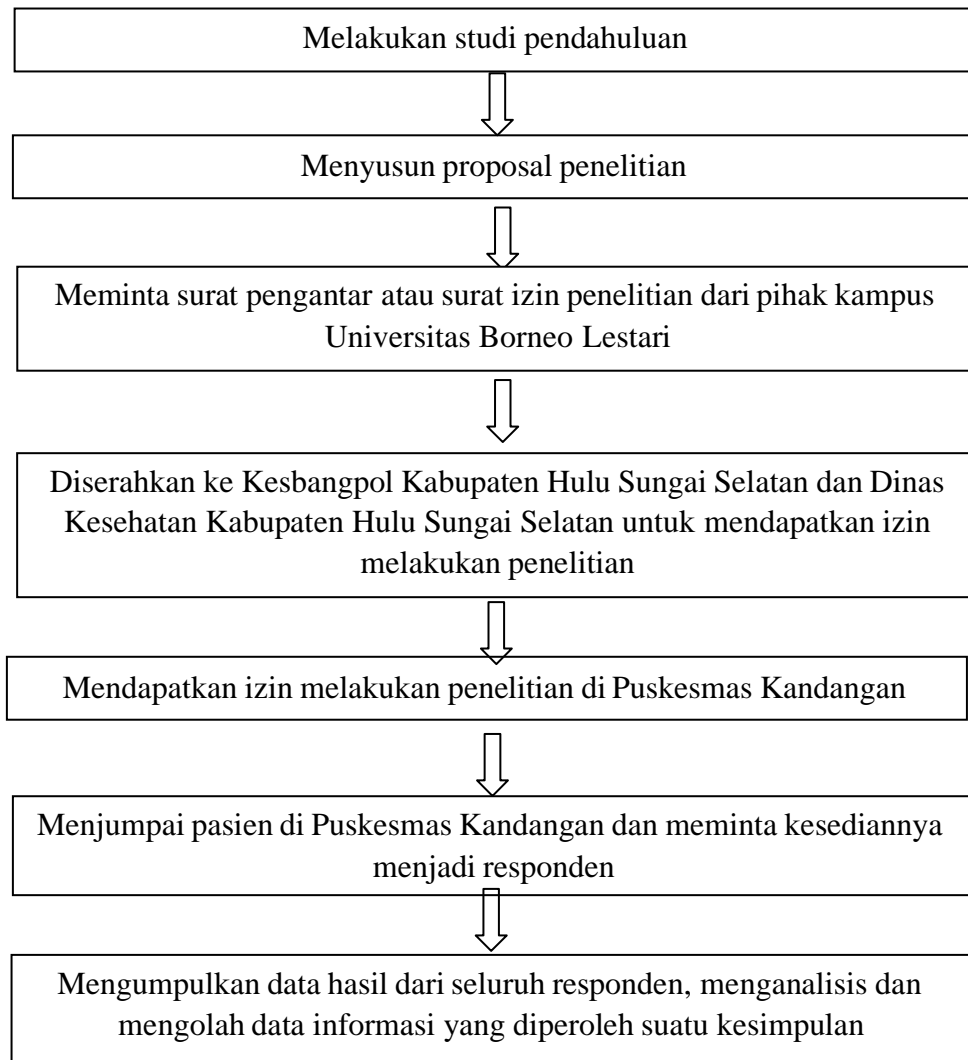 Melakukan studi pendahuluan
Menyusun proposal penelitian
Meminta surat pengantar atau surat izin penelitian dari pihak kampus
Universitas Borneo Lestari
Diserahkan ke Kesbangpol Kabupaten Hulu Sungai Selatan dan Dinas
Kesehatan Kabupaten Hulu Sungai Selatan untuk mendapatkan izin
melakukan penelitian
Mendapatkan izin melakukan penelitian di Puskesmas Kandangan
Menjumpai pasien di Puskesmas Kandangan dan meminta kesediannya
menjadi responden
Mengumpulkan data hasil dari seluruh responden, menganalisis dan
mengolah data informasi yang diperoleh suatu kesimpulan